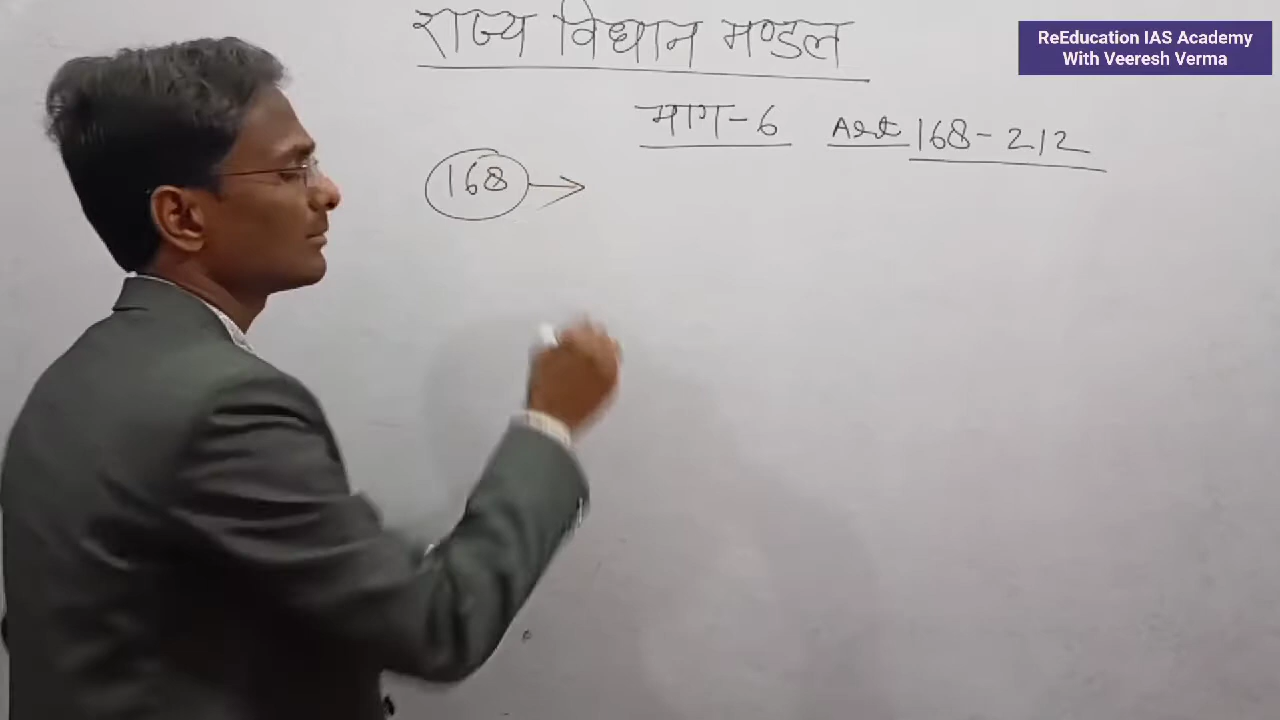 राज्य विधान मण्डल
ReEducation IAS Academy
With Veeresh Verma
भाग-6 Art 168-212
168 →